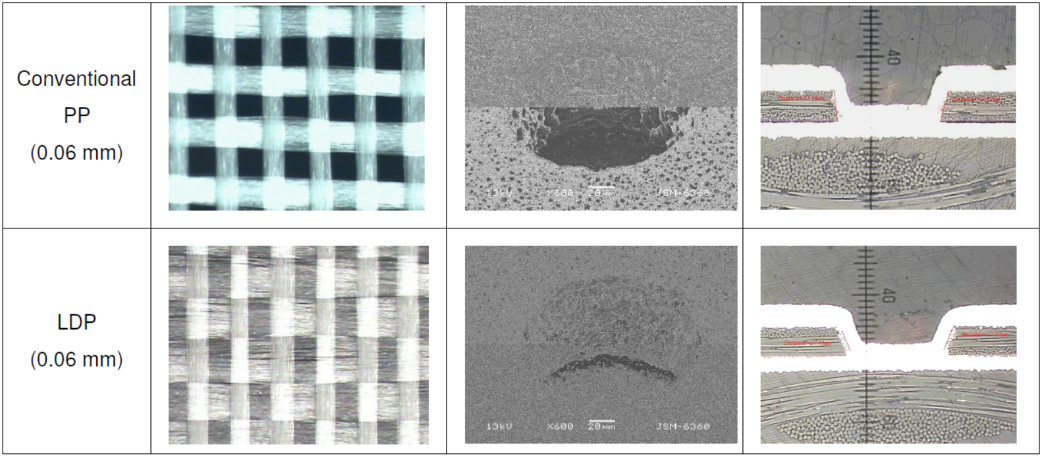 Conventional
PP
(0.06 mm)
X600 20μm JSM-6360
40
LDP
(0.06 mm)
13kV X600 20μm JSM-6360
40